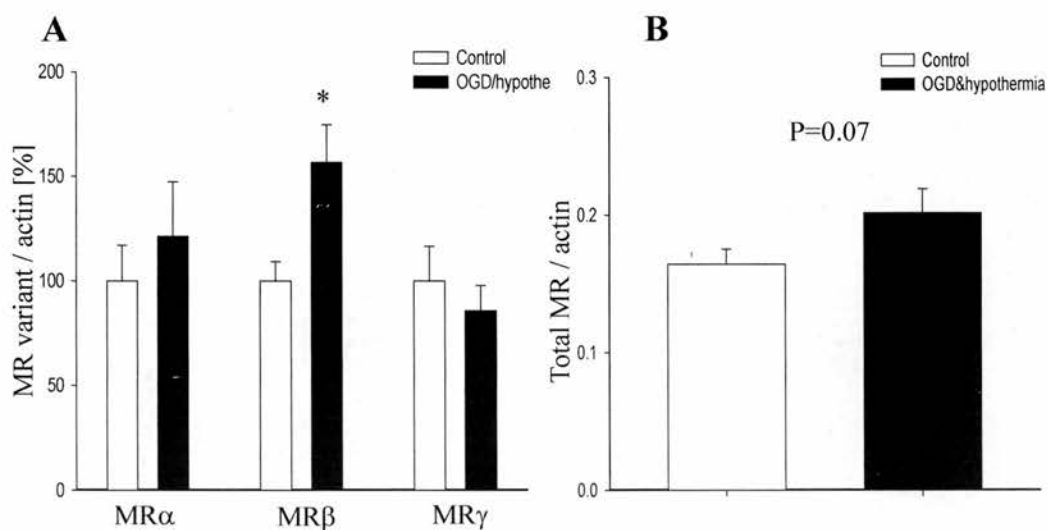 A
Control
OGD/hypothe
200
150
100
50
0
MR variant / actin [%]
*
MRα
MRβ
MRγ
B
Control
OGD&hypothermia
0.3
0.2
0.1
0.0
Total MR / actin
P=0.07